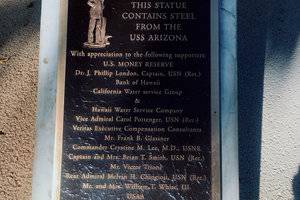 THIS STATUE
CONTAINS STEEL
FROM THE
USS ARIZONA
With appreciation to the following supporters:
U.S. MONEY RESERVE
Dr. J. Phillip London, Captain, USN (Ret.)
Bank of Hawaii
California Water Service Group
&
Hawaii Water Service Company
Vice Admiral Carol Pottenger, USN (Ret.)
Veritas Executive Compensation Consultants
Mr. Frank B. Glassner
Commander Crystine M. Lee, M.D., USNR
Captain and Mrs. Brian T. Smith, USN (Ret.)
Mr. Victor
Rear Admiral Melvin H. Chiogioji, USN (Ret.)
Mr. and Mrs. William T. White, III
USAA